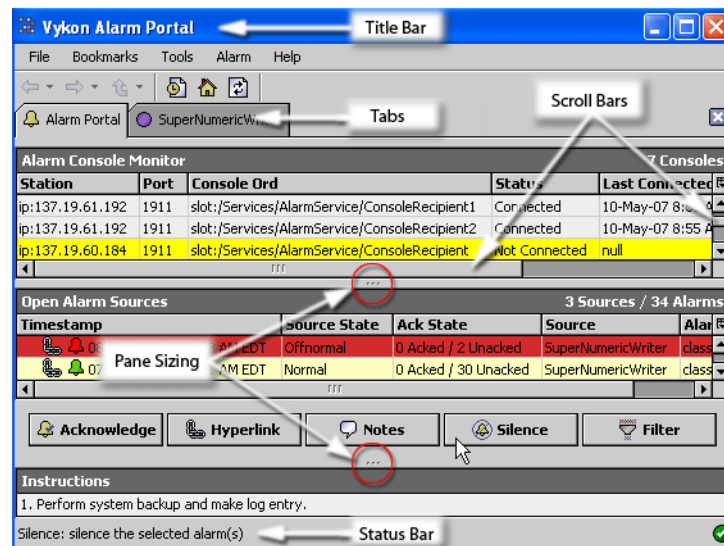 Vykon Alarm Portal
Title Bar
File Bookmarks Tools Alarm Help
Scroll Bars
Alarm Portal
Tabs
Alarm Console Monitor 7 Consoles
Station Port Console Ord Status Last Connected
ip:137.19.61.192 1911 slot:/Services/AlarmService/ConsoleRecipient1 Connected 10-May-07
ip:137.19.61.192 1911 slot:/Services/AlarmService/ConsoleRecipient2 Connected 10-May-07 8:55 A
ip:137.19.60.184 1911 slot:/Services/AlarmService/ConsoleRecipient Not Connected null
...
Open Alarm Sources 3 Sources / 34 Alarms
Timestamp Source State Ack State Source Alar
AM EDT Offnormal 0 Acked / 2 Unacked SuperNumericWriter class
Pane Sizing
AM EDT Normal 0 Acked / 30 Unacked SuperNumericWriter class
Acknowledge Hyperlink Notes Silence Filter
...
Instructions
1. Perform system backup and make log entry.
Silence: silence the selected alarm(s)
Status Bar